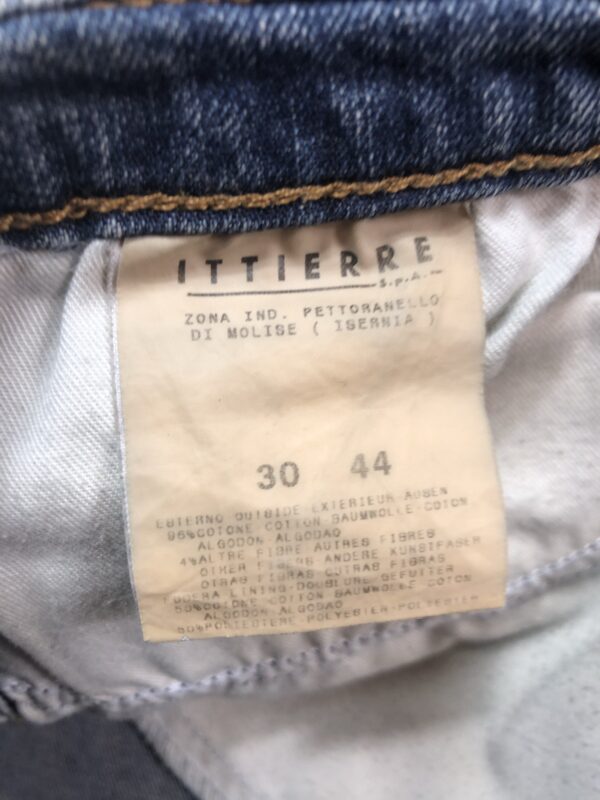 ITTIERRE
S.p.A.
ZONA IND. PETTORANELLO
DI MOLISE ( ISERNIA )
30 44
ESTERNO OUTSIDE EXTERIEUR AUSEN
96%COTONE-COTTON BAUMWOLLE-COTON
ALGODON-ALGODAO
4%ALTRE FIBRE AUTRES FIBRES
OTHER FIBRES ANDERE KUNSTFASER
OTRAS FIBRAS OUTRAS FIBRAS
FODERA LINING-DOUBLURE GEFUTTER
50%COTONE-COTTON BAUMWOLLE COTON
ALGODON-ALGODAO
50%POLIESTERE-POLYESTER-POLYESTER